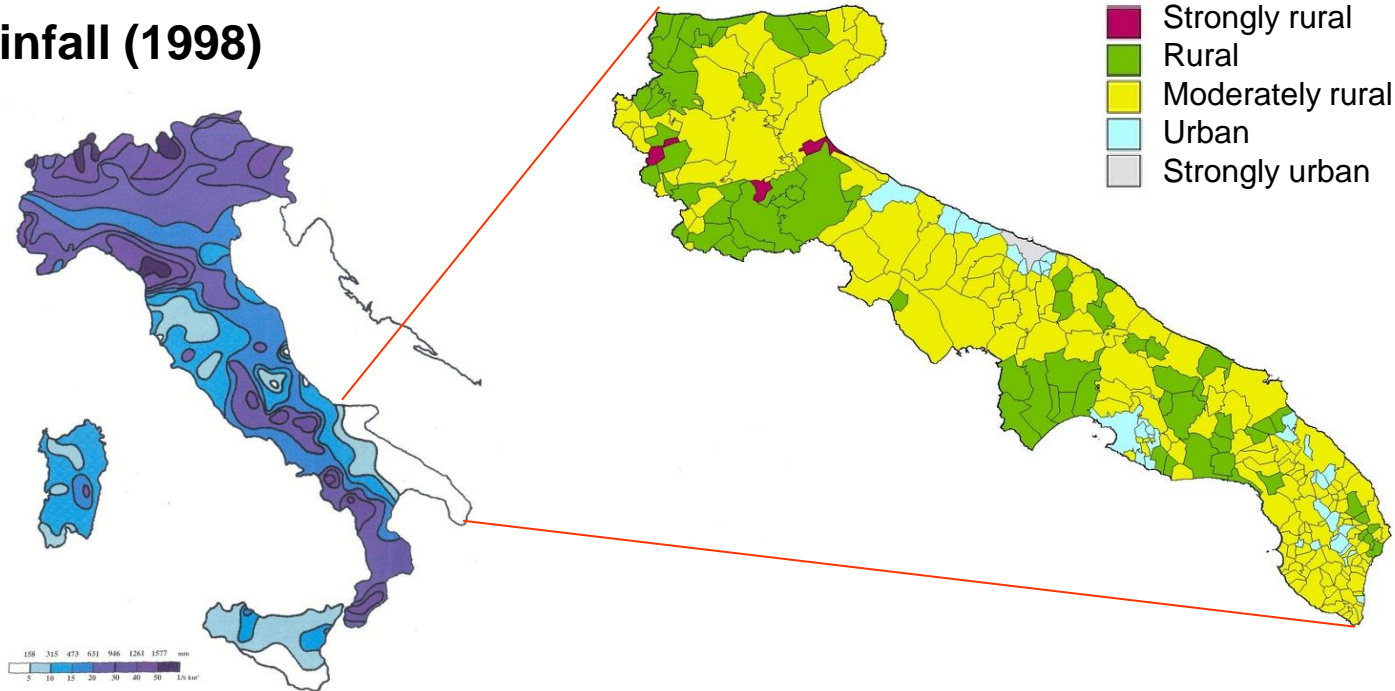 infall (1998)
Strongly rural
Rural
Moderately rural
Urban
Strongly urban
158 315 473 631 946 1261 1577 mm
5 10 15 20 30 40 50 1/s km²